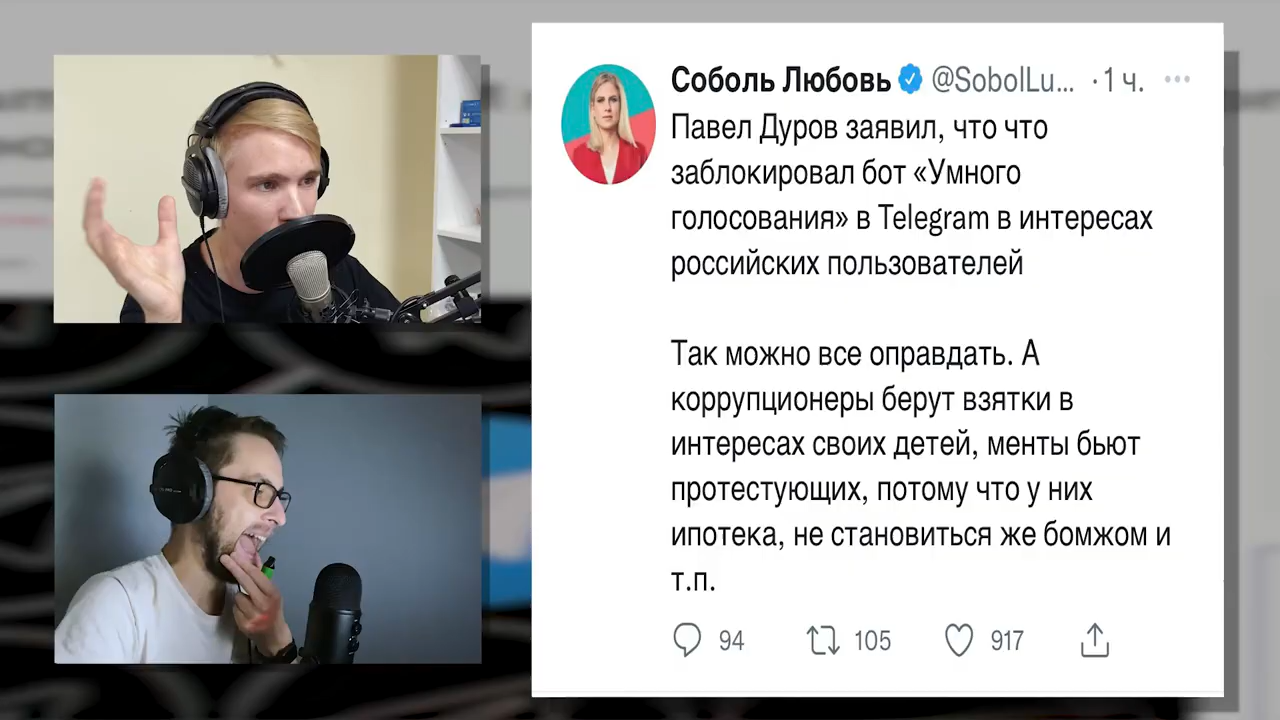 Соболь Любовь @SobolLu... · 1 ч.
Павел Дуров заявил, что что
заблокировал бот «Умного
голосования» в Telegram в интересах
российских пользователей
Так можно все оправдать. А
коррупционеры берут взятки в
интересах своих детей, менты бьют
протестующих, потому что у них
ипотека, не становиться же бомжом и
т.п.
94 105 917